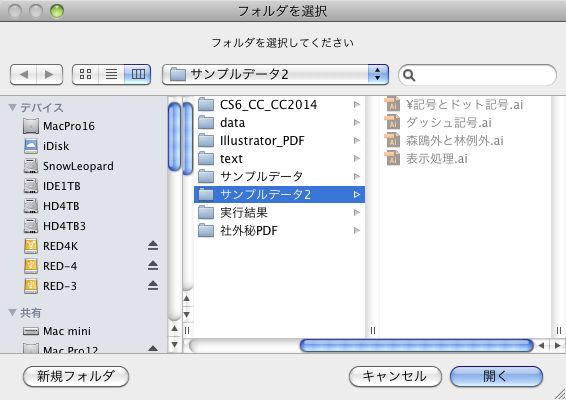 フォルダを選択
フォルダを選択してください
サンプルデータ2
デバイス
MacPro16
iDisk
SnowLeopard
IDE1TB
HD4TB
HD4TB3
RED4K
RED-4
RED-3
共有
Mac mini
Mac Pro12
CS6_CC_CC2014
data
Illustrator_PDF
text
サンプルデータ
サンプルデータ2
実行結果
社外秘PDF
¥記号とドット記号.ai
ダッシュ記号.ai
森鴎外と林例外.ai
表示処理.ai
新規フォルダ
キャンセル
開く